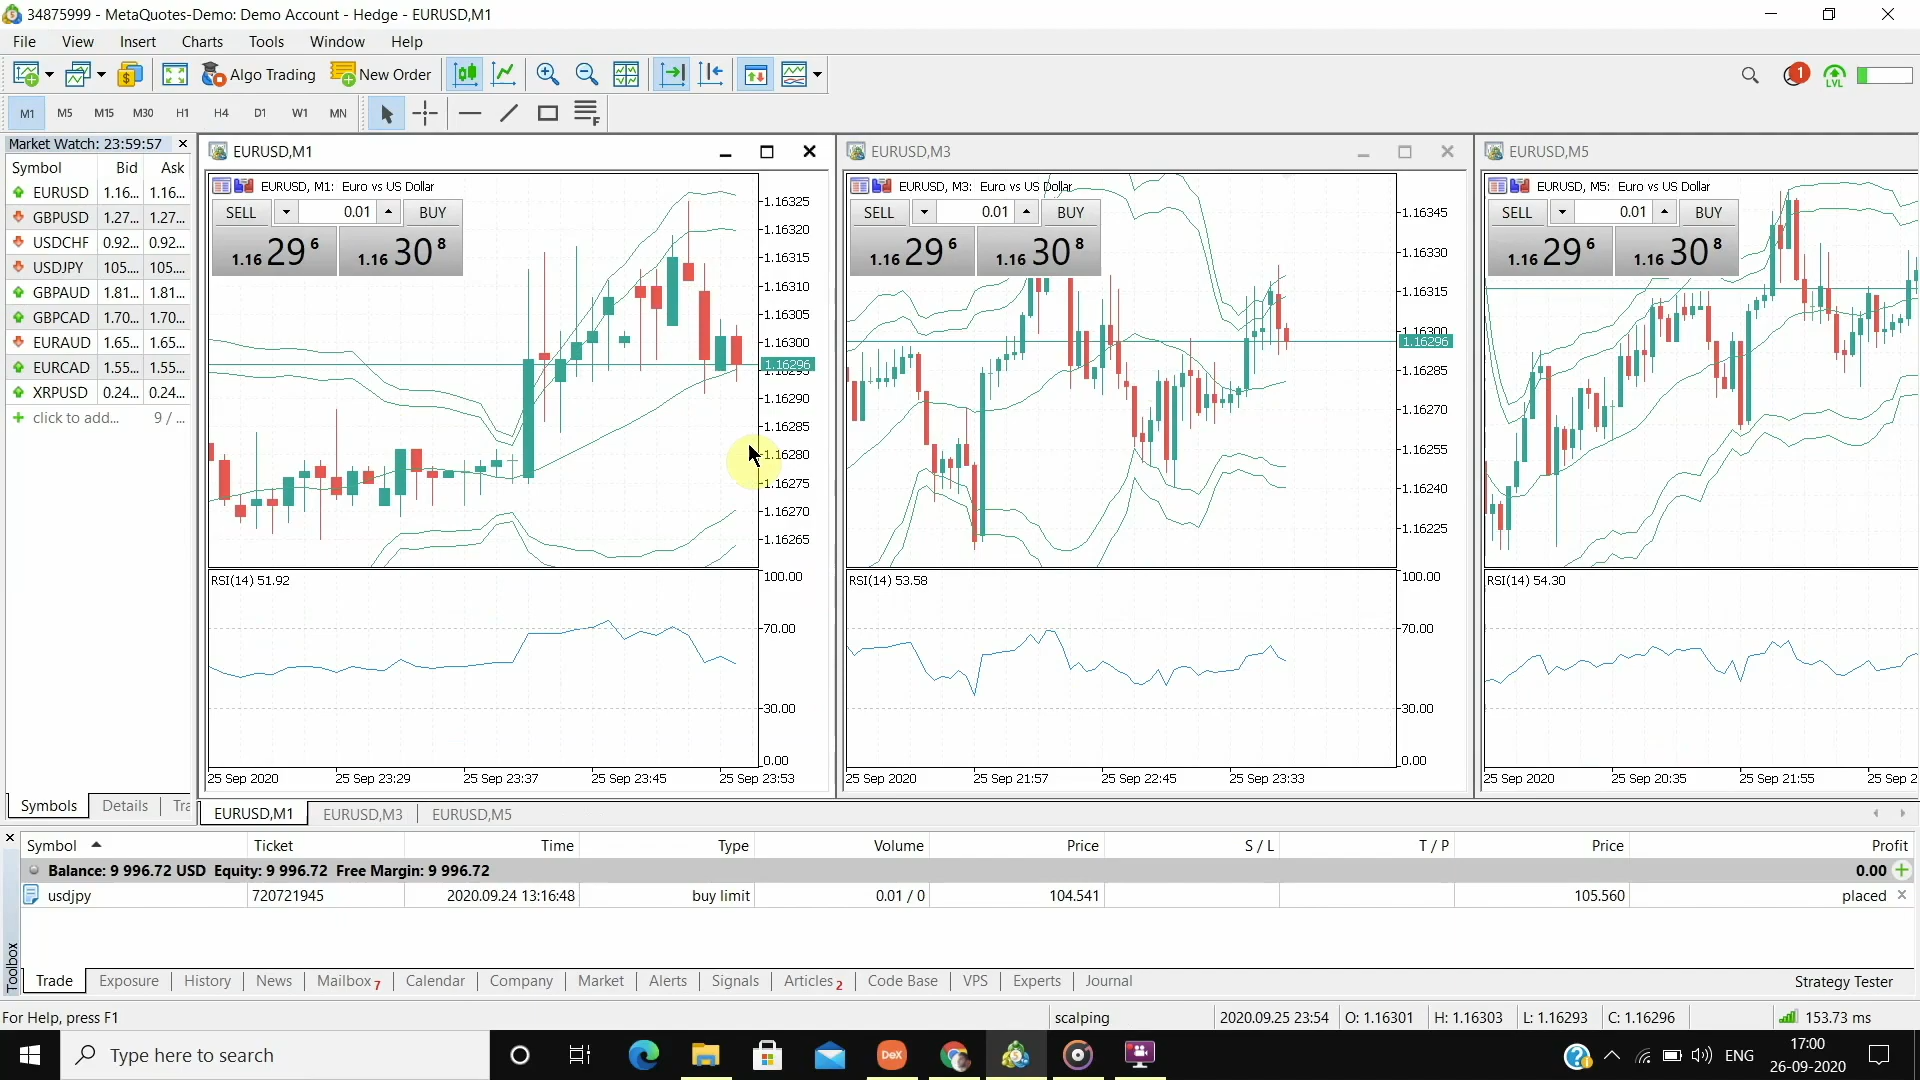 34875999 - MetaQuotes-Demo: Demo Account - Hedge - EURUSD,M1
File View Insert Charts Tools Window Help
Algo Trading New Order
1
LVL
M1 M5 M15 M30 H1 H4 D1 W1 MN
Market Watch: 23:59:57
Symbol Bid Ask
EURUSD 1.16... 1.16...
GBPUSD 1.27... 1.27...
USDCHF 0.92... 0.92...
USDJPY 105.... 105....
GBPAUD 1.81... 1.81...
GBPCAD 1.70... 1.70...
EURAUD 1.65... 1.65...
EURCAD 1.55... 1.55...
XRPUSD 0.24... 0.24...
click to add... 9 / ...
Symbols Details Tra
EURUSD,M1
EURUSD, M1: Euro vs US Dollar
SELL 0.01 BUY
1.16 29 6 1.16 30 8
1.16325
1.16320
1.16315
1.16310
1.16305
1.16300
1.16296
1.16295
1.16290
1.16285
1.16280
1.16275
1.16270
1.16265
RSI(14) 51.92
100.00
70.00
30.00
0.00
25 Sep 2020 25 Sep 23:29 25 Sep 23:37 25 Sep 23:45 25 Sep 23:53
EURUSD,M3
EURUSD, M3: Euro vs US Dollar
SELL 0.01 BUY
1.16 29 6 1.16 30 8
1.16345
1.16330
1.16315
1.16300
1.16296
1.16285
1.16270
1.16255
1.16240
1.16225
RSI(14) 53.58
100.00
70.00
30.00
0.00
25 Sep 2020 25 Sep 21:57 25 Sep 22:45 25 Sep 23:33
EURUSD,M5
EURUSD, M5: Euro vs US Dollar
SELL 0.01 BUY
1.16 29 6 1.16 30 8
RSI(14) 54.30
25 Sep 2020 25 Sep 20:35 25 Sep 21:55 25 Sep 2
EURUSD,M1 EURUSD,M3 EURUSD,M5
Symbol Ticket Time Type Volume Price S / L T / P Price Profit
Balance: 9 996.72 USD Equity: 9 996.72 Free Margin: 9 996.72 0.00
usdjpy 720721945 2020.09.24 13:16:48 buy limit 0.01 / 0 104.541 105.560 placed
Toolbox
Trade Exposure History News Mailbox 7 Calendar Company Market Alerts Signals Articles 2 Code Base VPS Experts Journal Strategy Tester
For Help, press F1 scalping 2020.09.25 23:54 O: 1.16301 H: 1.16303 L: 1.16293 C: 1.16296 153.73 ms
Type here to search DeX ENG 17:00
26-09-2020